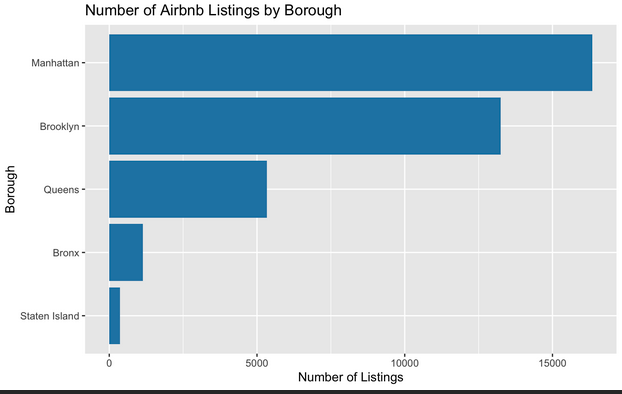 Number of Airbnb Listings by Borough
Manhattan
Brooklyn
Queens
Bronx
Staten Island
Borough
0 5000 10000 15000
Number of Listings